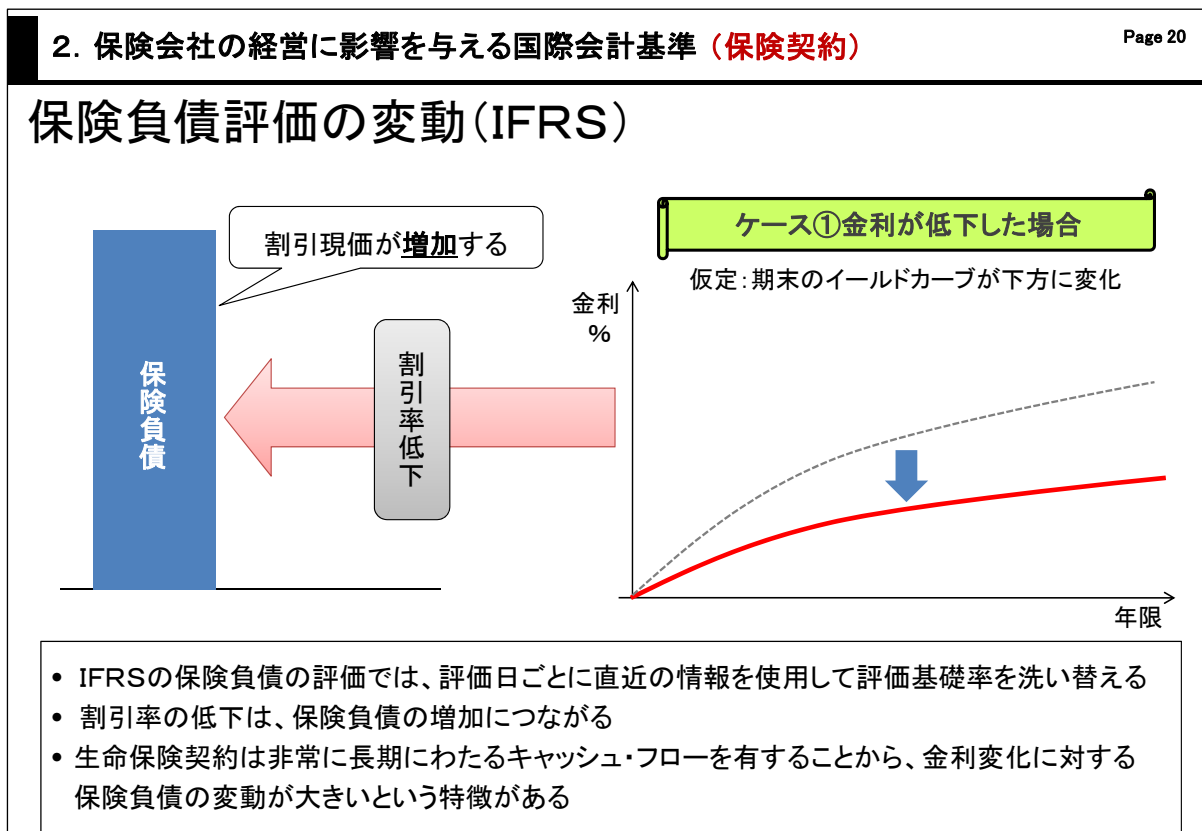 2．保険会社の経営に影響を与える国際会計基準（保険契約）
Page 20
保険負債評価の変動（IFRS）
割引現価が増加する
保険負債
割引率低下
ケース①金利が低下した場合
仮定：期末のイールドカーブが下方に変化
金利
%
年限
• IFRSの保険負債の評価では、評価日ごとに直近の情報を使用して評価基礎率を洗い替える
• 割引率の低下は、保険負債の増加につながる
• 生命保険契約は非常に長期にわたるキャッシュ・フローを有することから、金利変化に対する
保険負債の変動が大きいという特徴がある